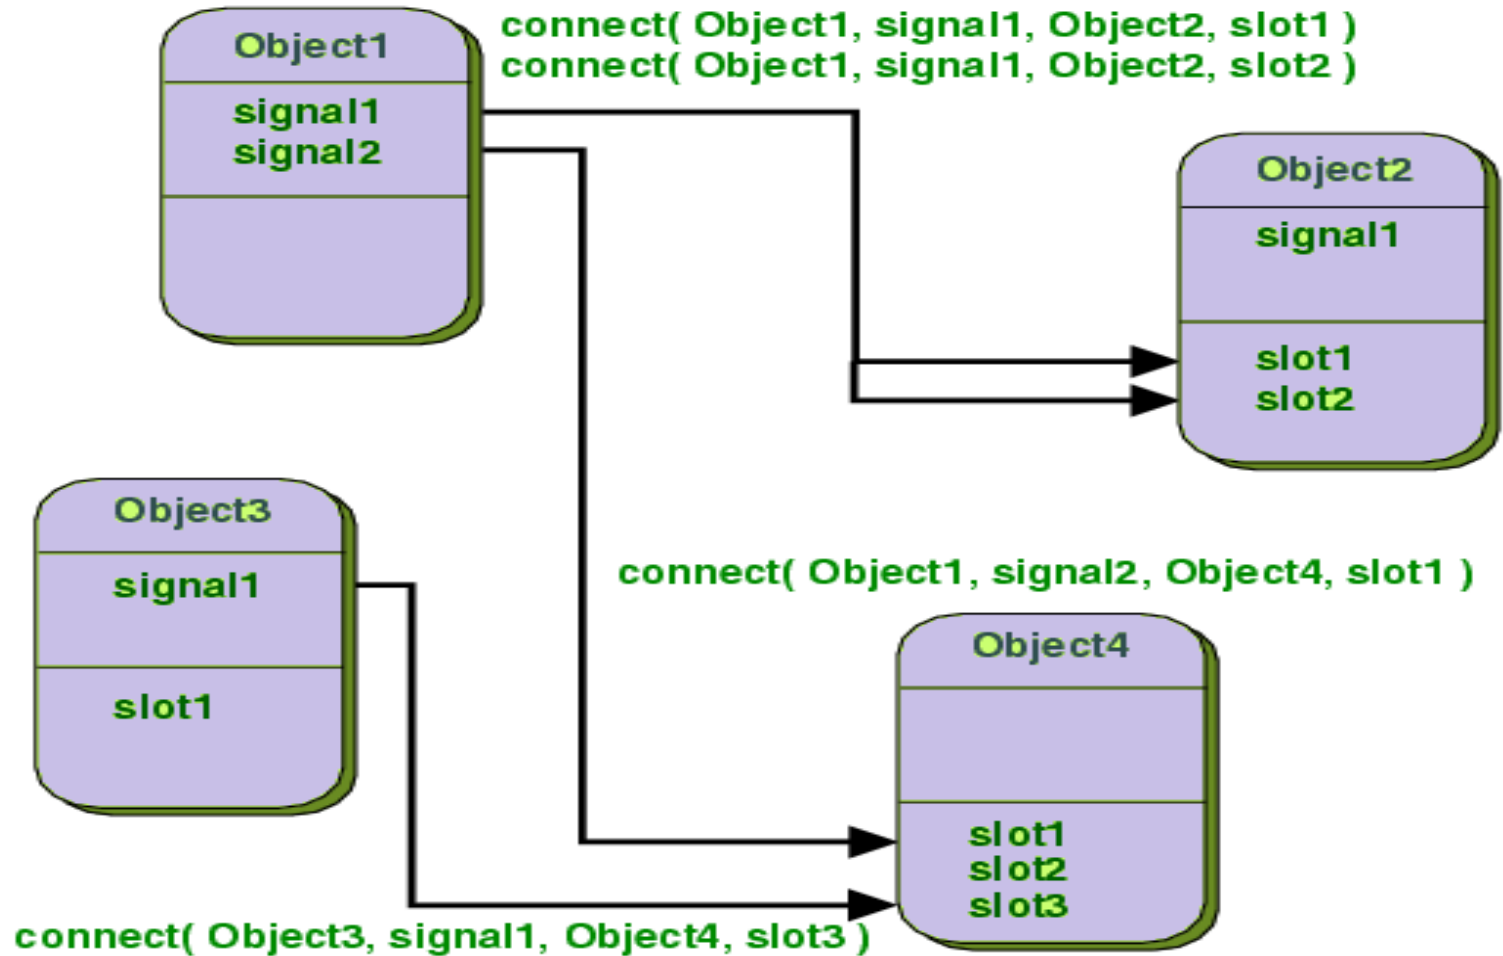 Object1
signal1
signal2
connect( Object1, signal1, Object2, slot1 )
connect( Object1, signal1, Object2, slot2 )
Object2
signal1
slot1
slot2
Object3
signal1
slot1
connect( Object1, signal2, Object4, slot1 )
Object4
slot1
slot2
slot3
connect( Object3, signal1, Object4, slot3 )